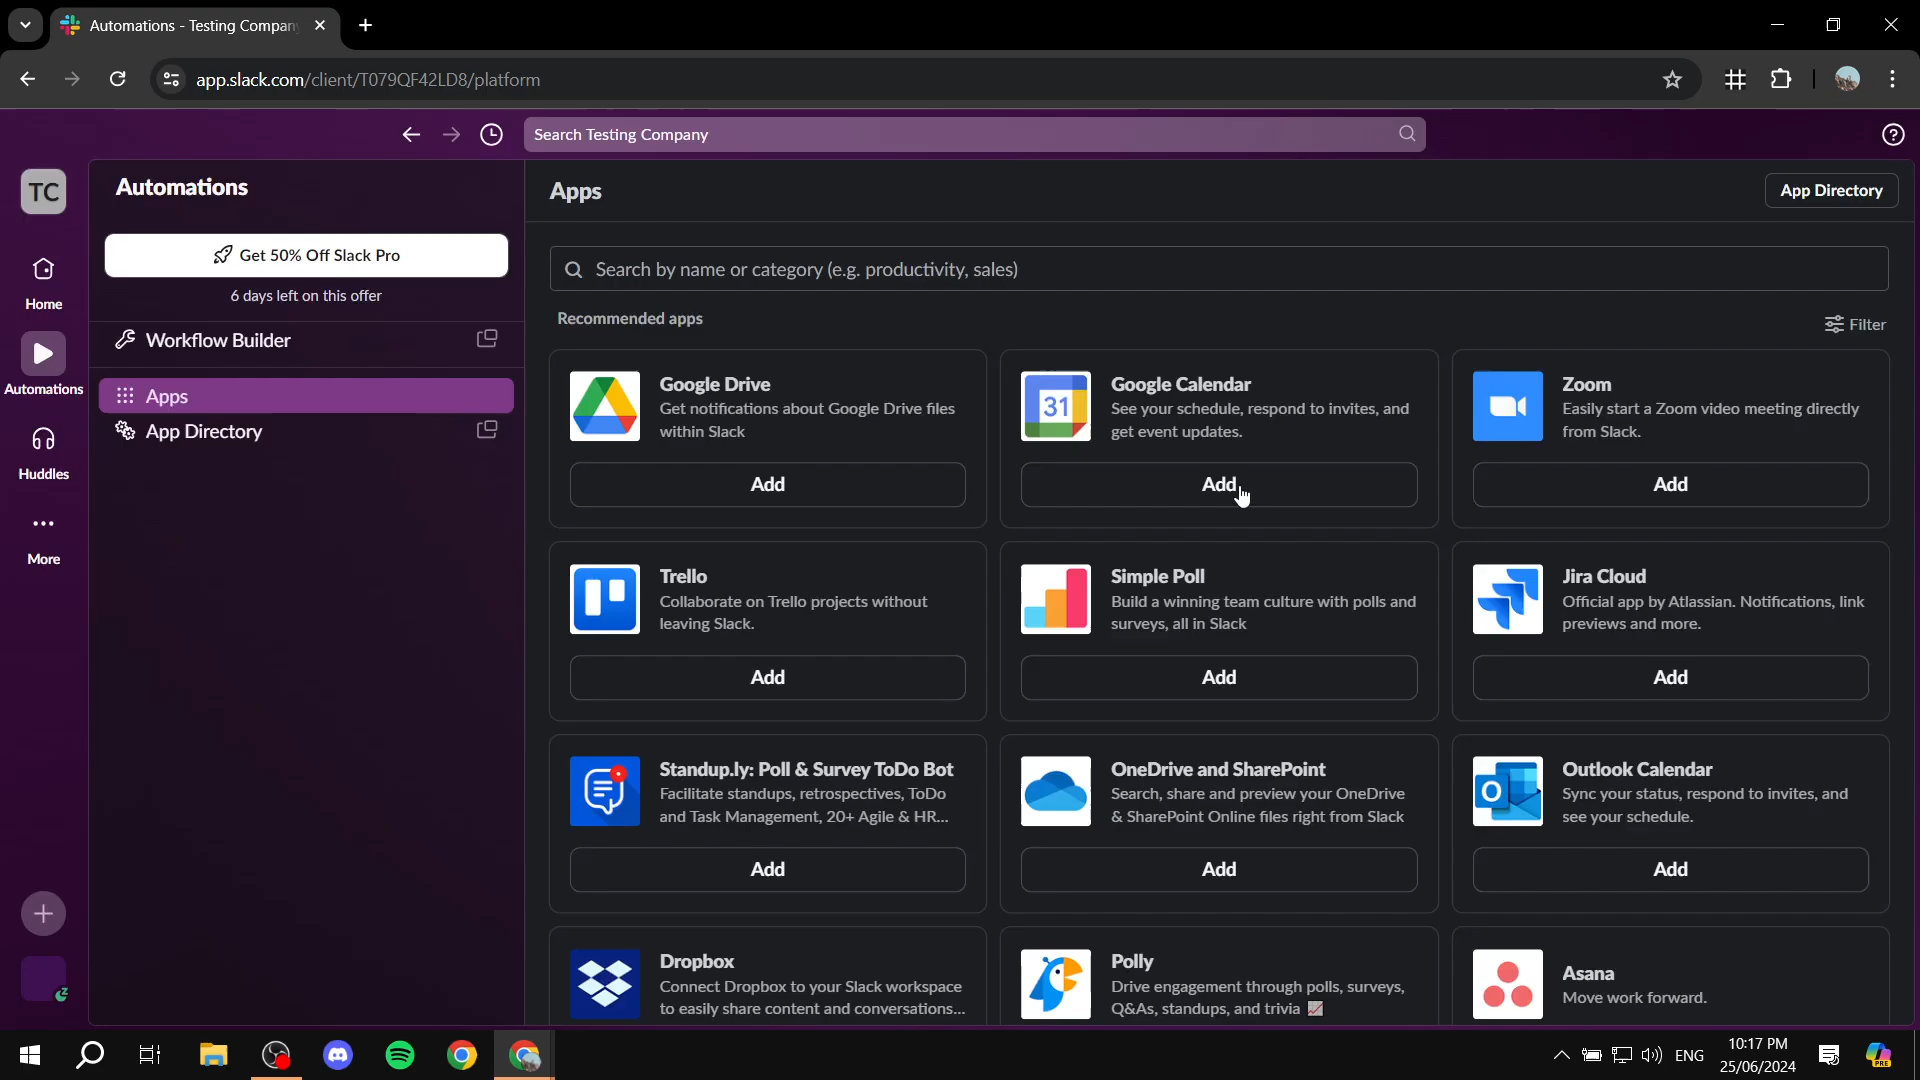 Automations - Testing Compan
app.slack.com/client/T079QF42LD8/platform
Search Testing Company
TC
Home
Automations
Huddles
More
Automations
Get 50% Off Slack Pro
6 days left on this offer
Workflow Builder
Apps
App Directory
Apps
App Directory
Search by name or category (e.g. productivity, sales)
Recommended apps
Filter
Google Drive
Get notifications about Google Drive files
within Slack
Add
31
Google Calendar
See your schedule, respond to invites, and
get event updates.
Add
Zoom
Easily start a Zoom video meeting directly
from Slack.
Add
Trello
Collaborate on Trello projects without
leaving Slack.
Add
Simple Poll
Build a winning team culture with polls and
surveys, all in Slack
Add
Jira Cloud
Official app by Atlassian. Notifications, link
previews and more.
Add
Standup.ly: Poll & Survey ToDo Bot
Facilitate standups, retrospectives, ToDo
and Task Management, 20+ Agile & HR...
Add
OneDrive and SharePoint
Search, share and preview your OneDrive
& SharePoint Online files right from Slack
Add
Outlook Calendar
Sync your status, respond to invites, and
see your schedule.
Add
Dropbox
Connect Dropbox to your Slack workspace
to easily share content and conversations...
Polly
Drive engagement through polls, surveys,
Q&As, standups, and trivia 📈
Asana
Move work forward.
ENG
10:17 PM
25/06/2024
PRE